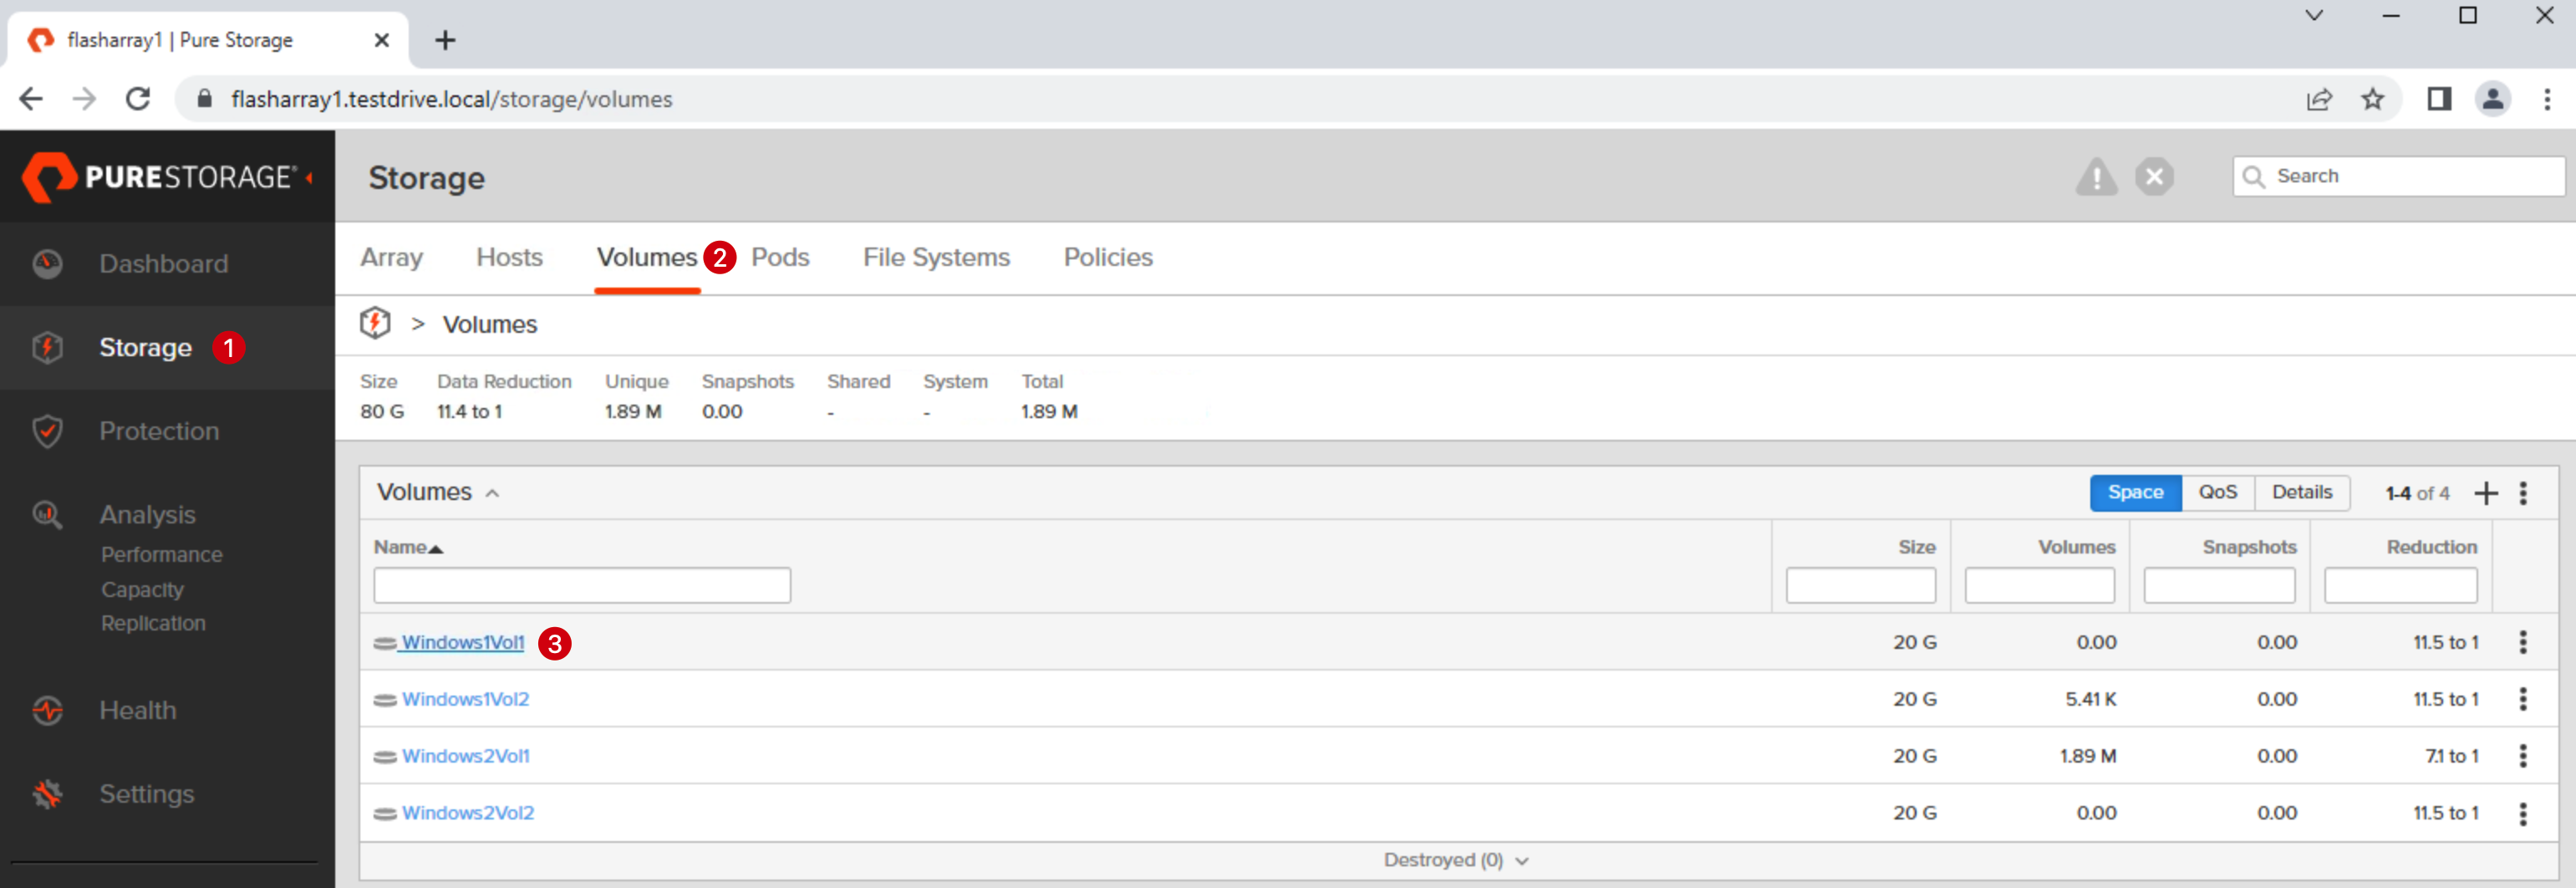 flasharray1 | Pure Storage
flasharray1.testdrive.local/storage/volumes
PURESTORAGE®
Storage
Search
Dashboard
Storage 1
Protection
Analysis
Performance
Capacity
Replication
Health
Settings
Array Hosts Volumes 2 Pods File Systems Policies
> Volumes
Size Data Reduction Unique Snapshots Shared System Total
80 G 11.4 to 1 1.89 M 0.00 - - 1.89 M
Volumes Space QoS Details 1-4 of 4
Name Size Volumes Snapshots Reduction
Windows1Vol1 3 20 G 0.00 0.00 11.5 to 1
Windows1Vol2 20 G 5.41 K 0.00 11.5 to 1
Windows2Vol1 20 G 1.89 M 0.00 7.1 to 1
Windows2Vol2 20 G 0.00 0.00 11.5 to 1
Destroyed (0)